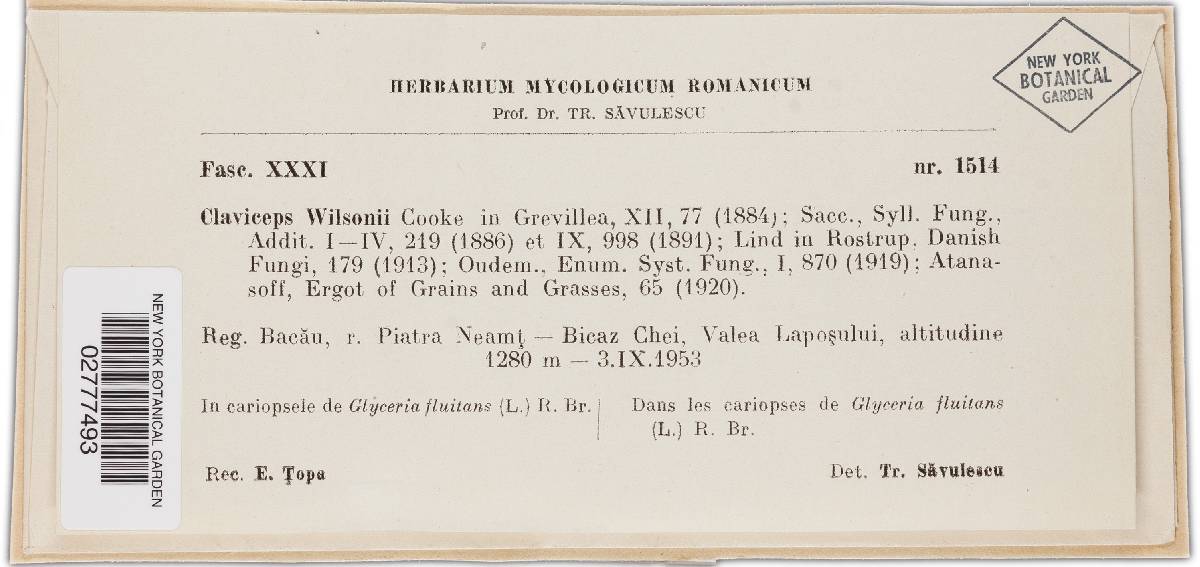 HERBARIUM MYCOLOGICUM ROMANICUM
Prof. Dr. TR. SĂVULESCU
NEW YORK
BOTANICAL
GARDEN
Fasc. XXXI nr. 1514
Claviceps Wilsonii Cooke in Grevillea, XII, 77 (1884); Sacc., Syll. Fung.,
Addit. I—IV, 219 (1886) et IX, 998 (1891); Lind in Rostrup, Danish
Fungi, 179 (1913); Oudem., Enum. Syst. Fung., I, 870 (1919); Atana-
soff, Ergot of Grains and Grasses, 65 (1920).
Reg. Bacău, r. Piatra Neamţ — Bicaz Chei, Valea Lapoşului, altitudine
1280 m — 3.IX.1953
In cariopsele de Glyceria fluitans (L.) R. Br.
Dans les cariopses de Glyceria fluitans
(L.) R. Br.
Rec. E. Ţopa Det. Tr. Săvulescu
NEW YORK BOTANICAL GARDEN
02777493